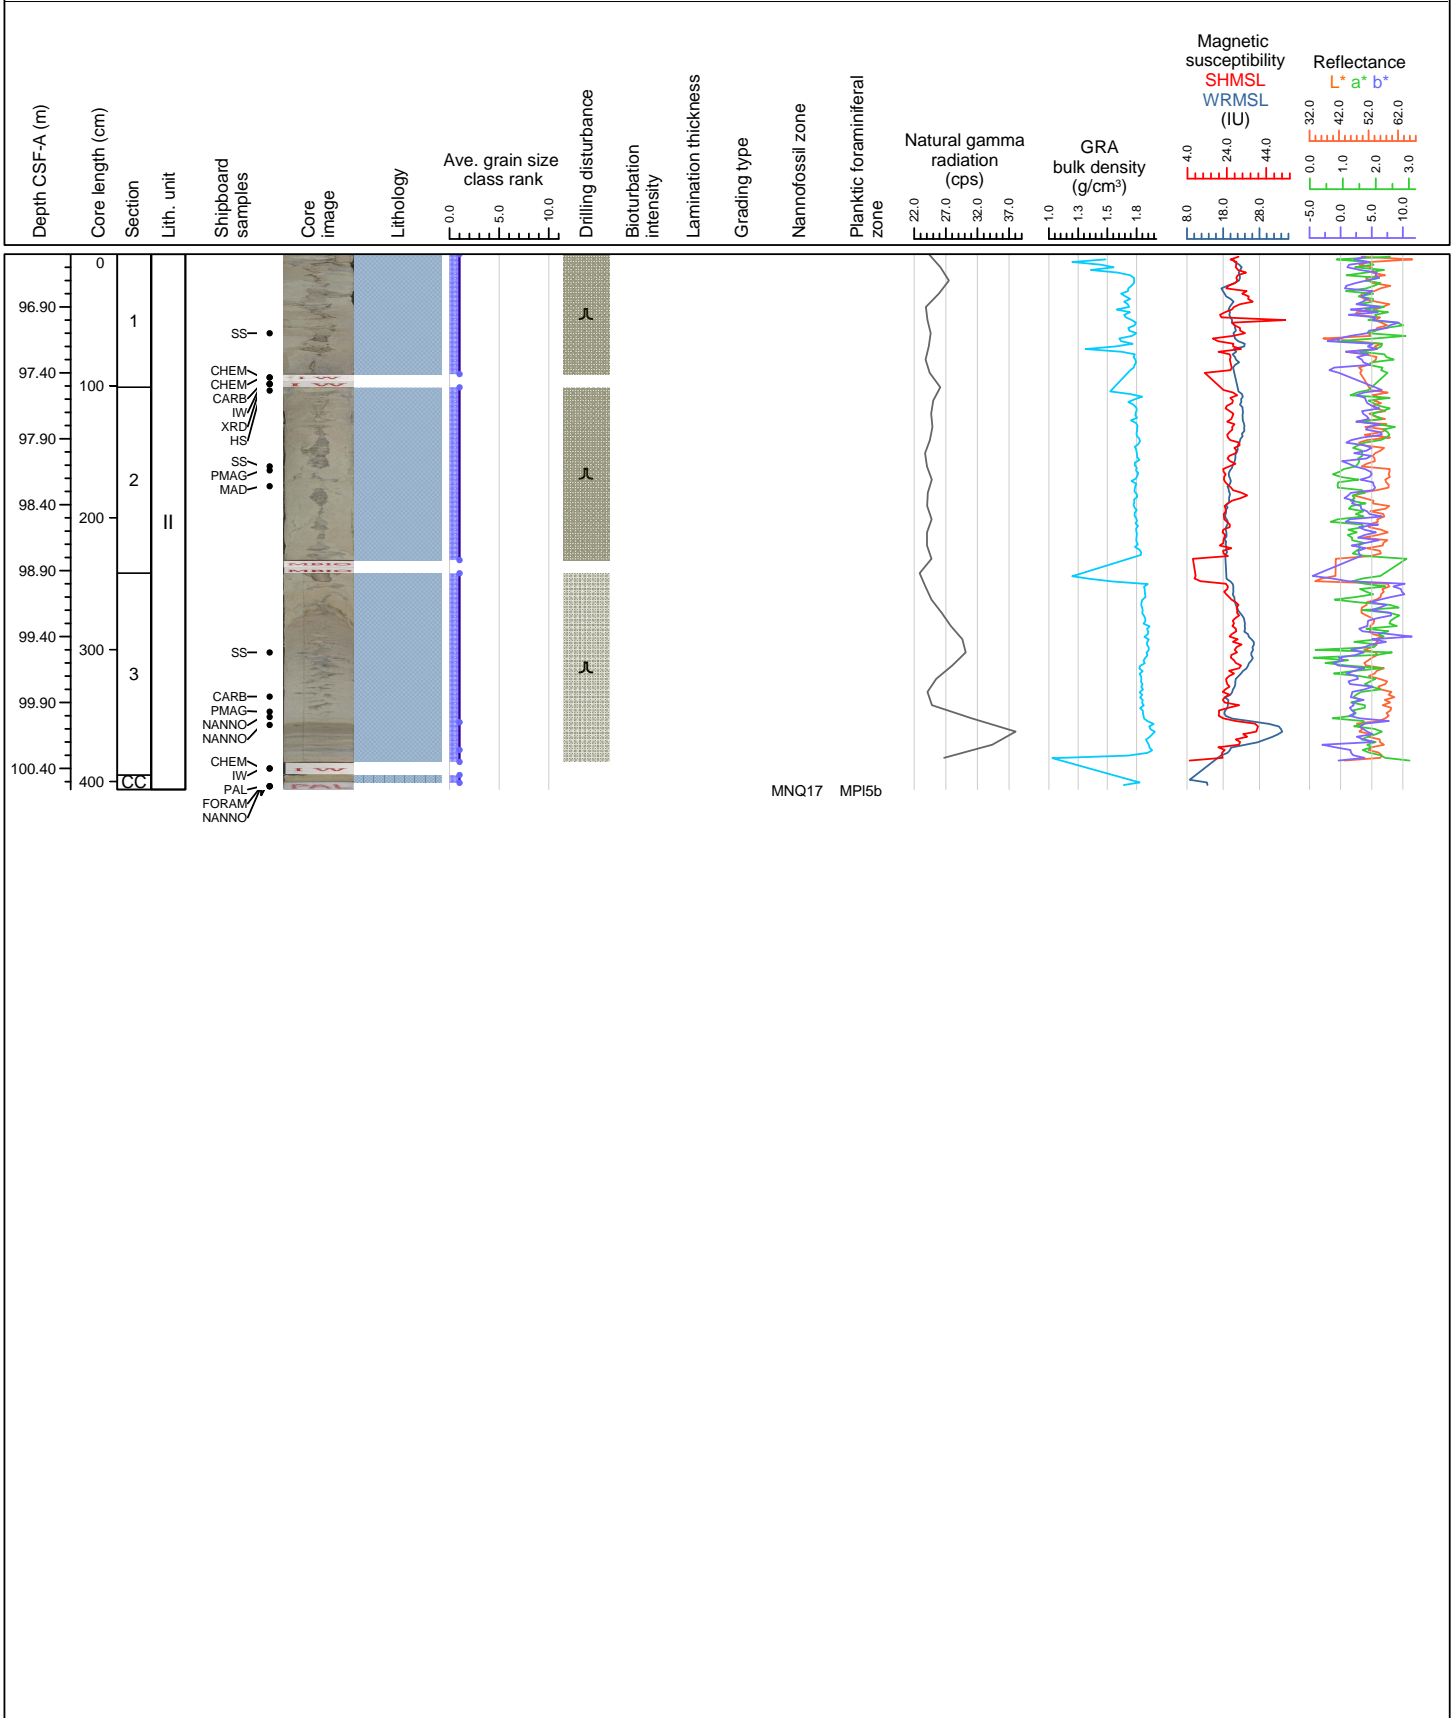 Depth CSF-A (m)
Core length (cm)
Section
Lith. unit
Shipboard
samples
Core
image
Lithology
Ave. grain size
class rank
0.0 5.0 10.0
Drilling disturbance
Bioturbation
intensity
Lamination thickness
Grading type
Nannofossil zone
Planktic foraminiferal
zone
Natural gamma
radiation
(cps)
22.0 27.0 32.0 37.0
GRA
bulk density
(g/cm³)
1.0 1.3 1.5 1.8
Magnetic
susceptibility
SHMSL
WRMSL
(IU)
4.0 24.0 44.0
8.0 18.0 28.0
Reflectance
L* a* b*
32.0 42.0 52.0 62.0
0.0 1.0 2.0 3.0
-5.0 0.0 5.0 10.0
0
96.90
1
SS
97.40
CHEM
100
CHEM
CARB
IW
XRD
HS
I W
I W
97.90
SS
PMAG
MAD
2
98.40
200
II
98.90
MBIO
MBIO
99.40
300
SS
3
CARB
99.90
PMAG
NANNO
NANNO
CHEM
100.40
IW
I W
400
CC
PAL
PAL
FORAM
NANNO
MNQ17 MPl5b